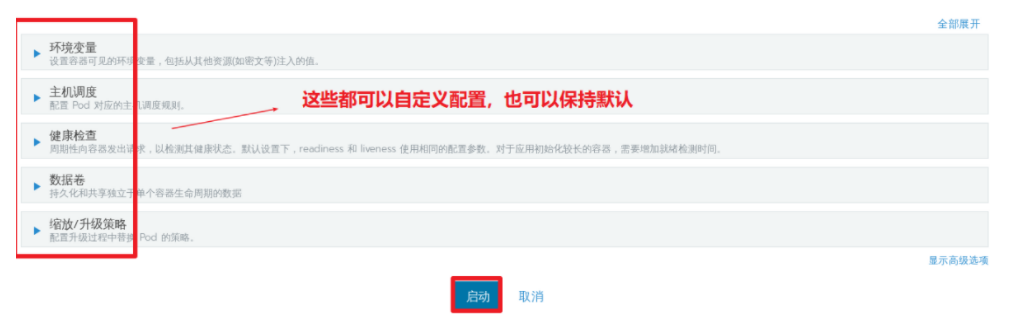 全部展开
环境变量
设置容器可见的环境变量，包括从其他资源(如密文等)注入的值。
主机调度
配置 Pod 对应的主机调度规则。
这些都可以自定义配置，也可以保持默认
健康检查
周期性向容器发出请求，以检测其健康状态。默认设置下，readiness 和 liveness 使用相同的配置参数。对于应用初始化较长的容器，需要增加就绪检测时间。
数据卷
持久化和共享独立于单个容器生命周期的数据
缩放/升级策略
配置升级过程中替换 Pod 的策略。
显示高级选项
启动 取消